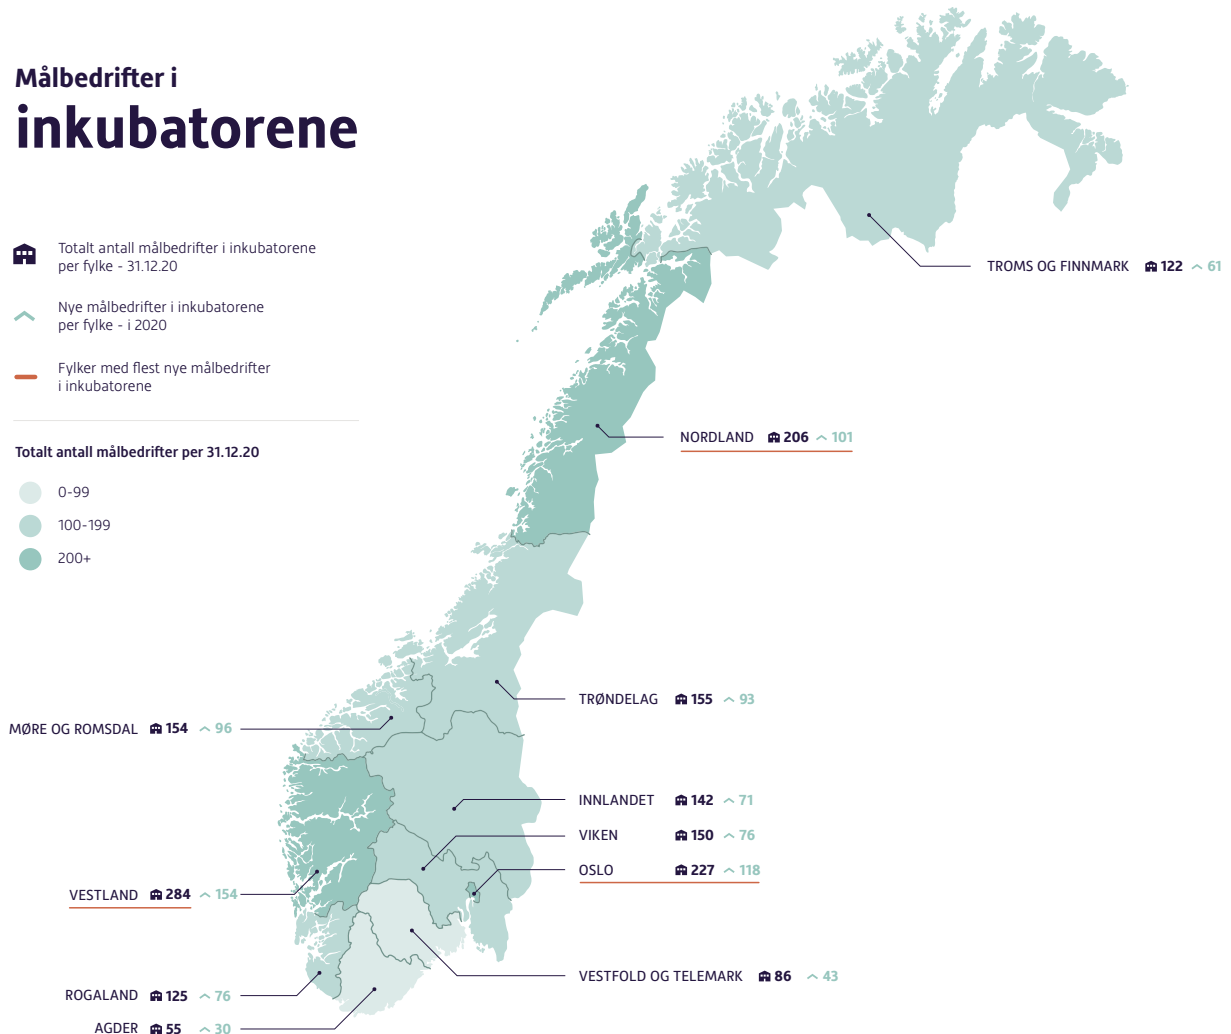 Målbedrifter i
inkubatorene
Totalt antall målbedrifter i inkubatorene
per fylke - 31.12.20
Nye målbedrifter i inkubatorene
per fylke - i 2020
Fylker med flest nye målbedrifter
i inkubatorene
Totalt antall målbedrifter per 31.12.20
0-99
100-199
200+
TROMS OG FINNMARK 122 61
NORDLAND 206 101
TRØNDELAG 155 93
MØRE OG ROMSDAL 154 96
INNLANDET 142 71
VIKEN 150 76
OSLO 227 118
VESTLAND 284 154
VESTFOLD OG TELEMARK 86 43
ROGALAND 125 76
AGDER 55 30